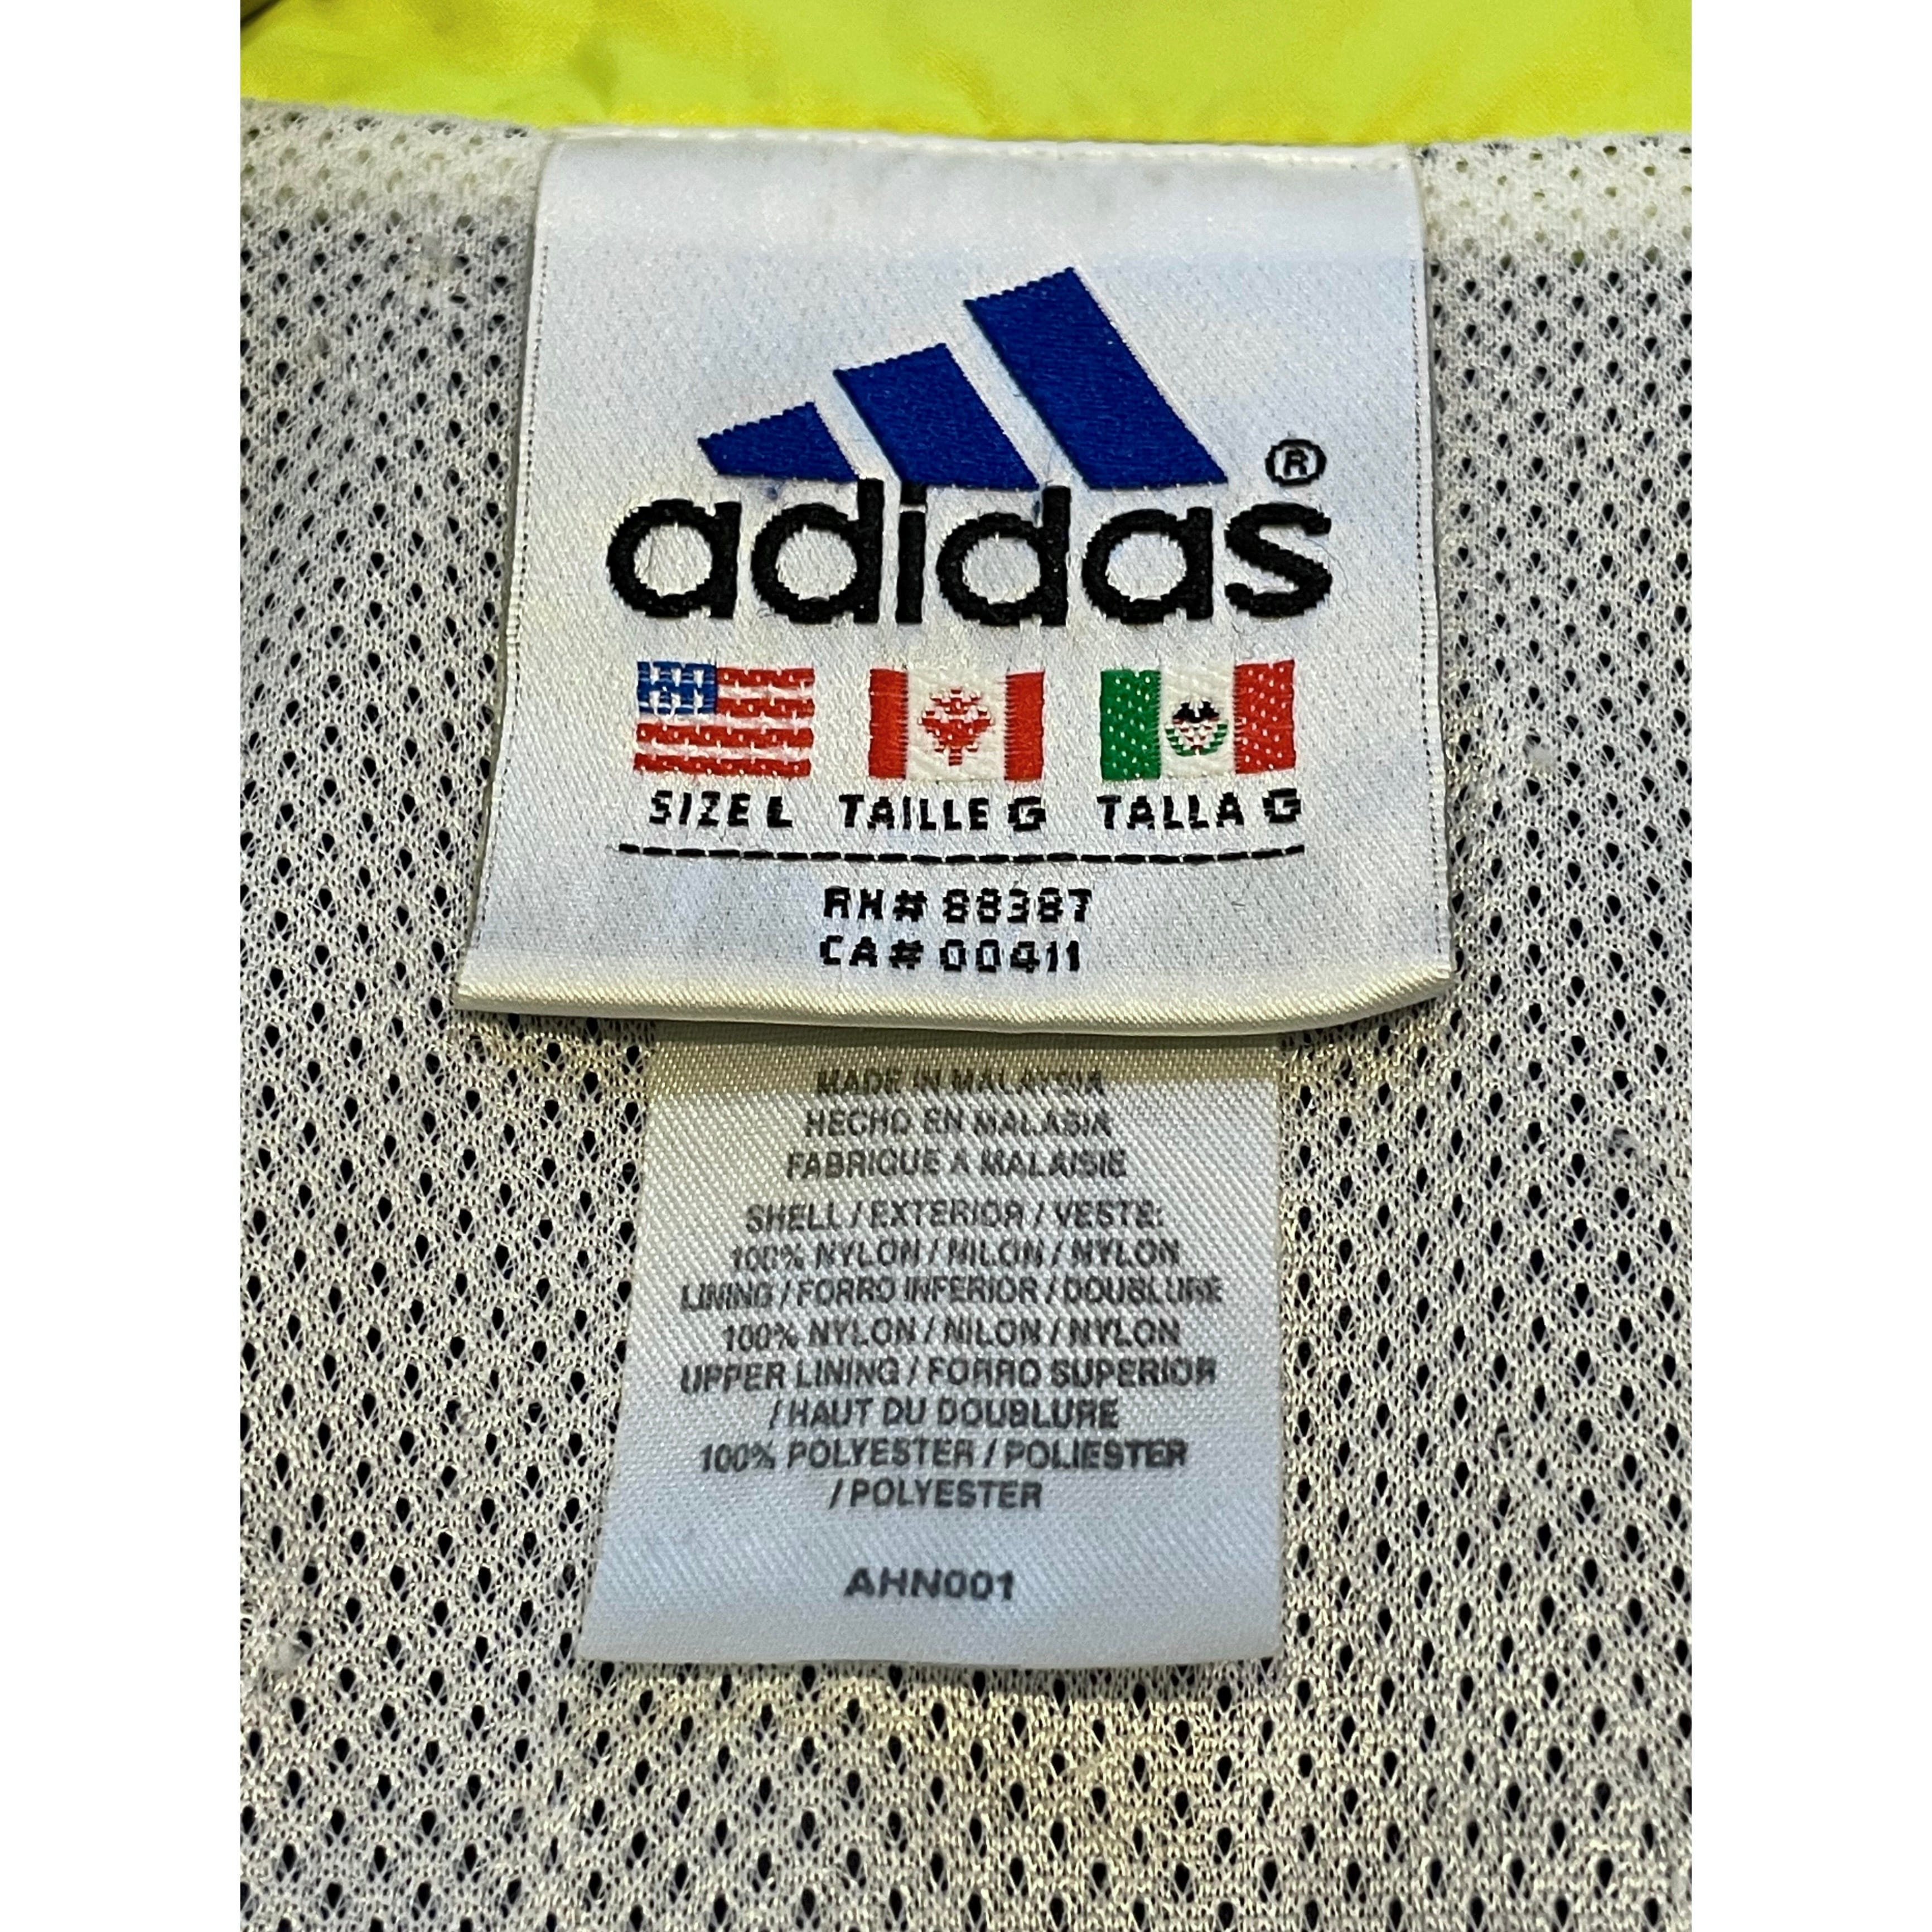 adidas®
SIZE L TAILLE G TALLA G
RN# 88387
CA# 00411
MADE IN MALAYSIA
HECHO EN MALASIA
FABRIQUE A MALAISIE
SHELL / EXTERIOR / VESTE:
100% NYLON / NILON / NYLON
LINING / FORRO INFERIOR / DOUBLURE
100% NYLON / NILON / NYLON
UPPER LINING / FORRO SUPERIOR
/ HAUT DU DOUBLURE
100% POLYESTER / POLIESTER
/ POLYESTER
AHN001